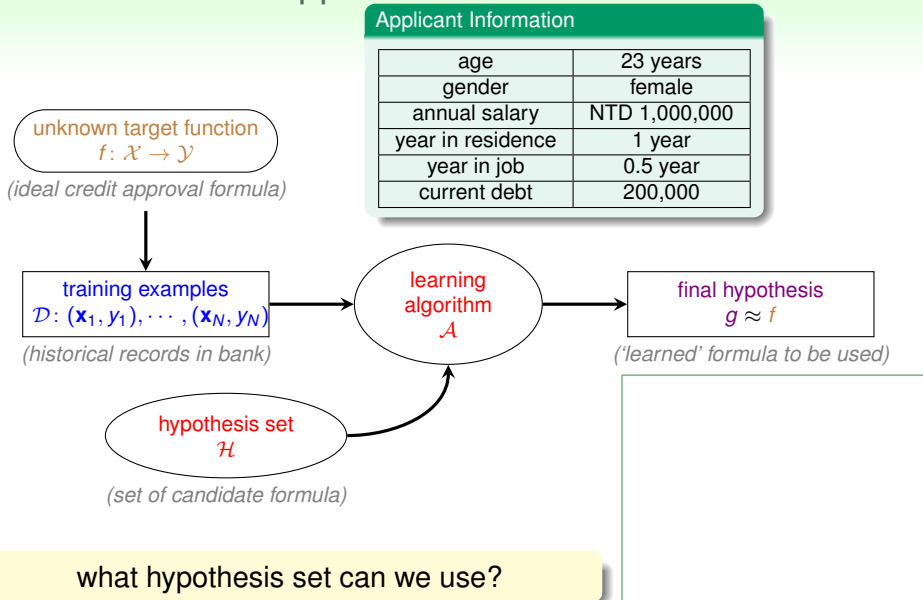 Applicant Information
age 23 years
gender female
annual salary NTD 1,000,000
year in residence 1 year
year in job 0.5 year
current debt 200,000
unknown target function
f: 𝒳 → 𝒴
(ideal credit approval formula)
training examples
𝒟: (x₁, y₁), ⋯ , (x_N, y_N)
(historical records in bank)
learning
algorithm
𝒜
final hypothesis
g ≈ f
('learned' formula to be used)
hypothesis set
ℋ
(set of candidate formula)
what hypothesis set can we use?